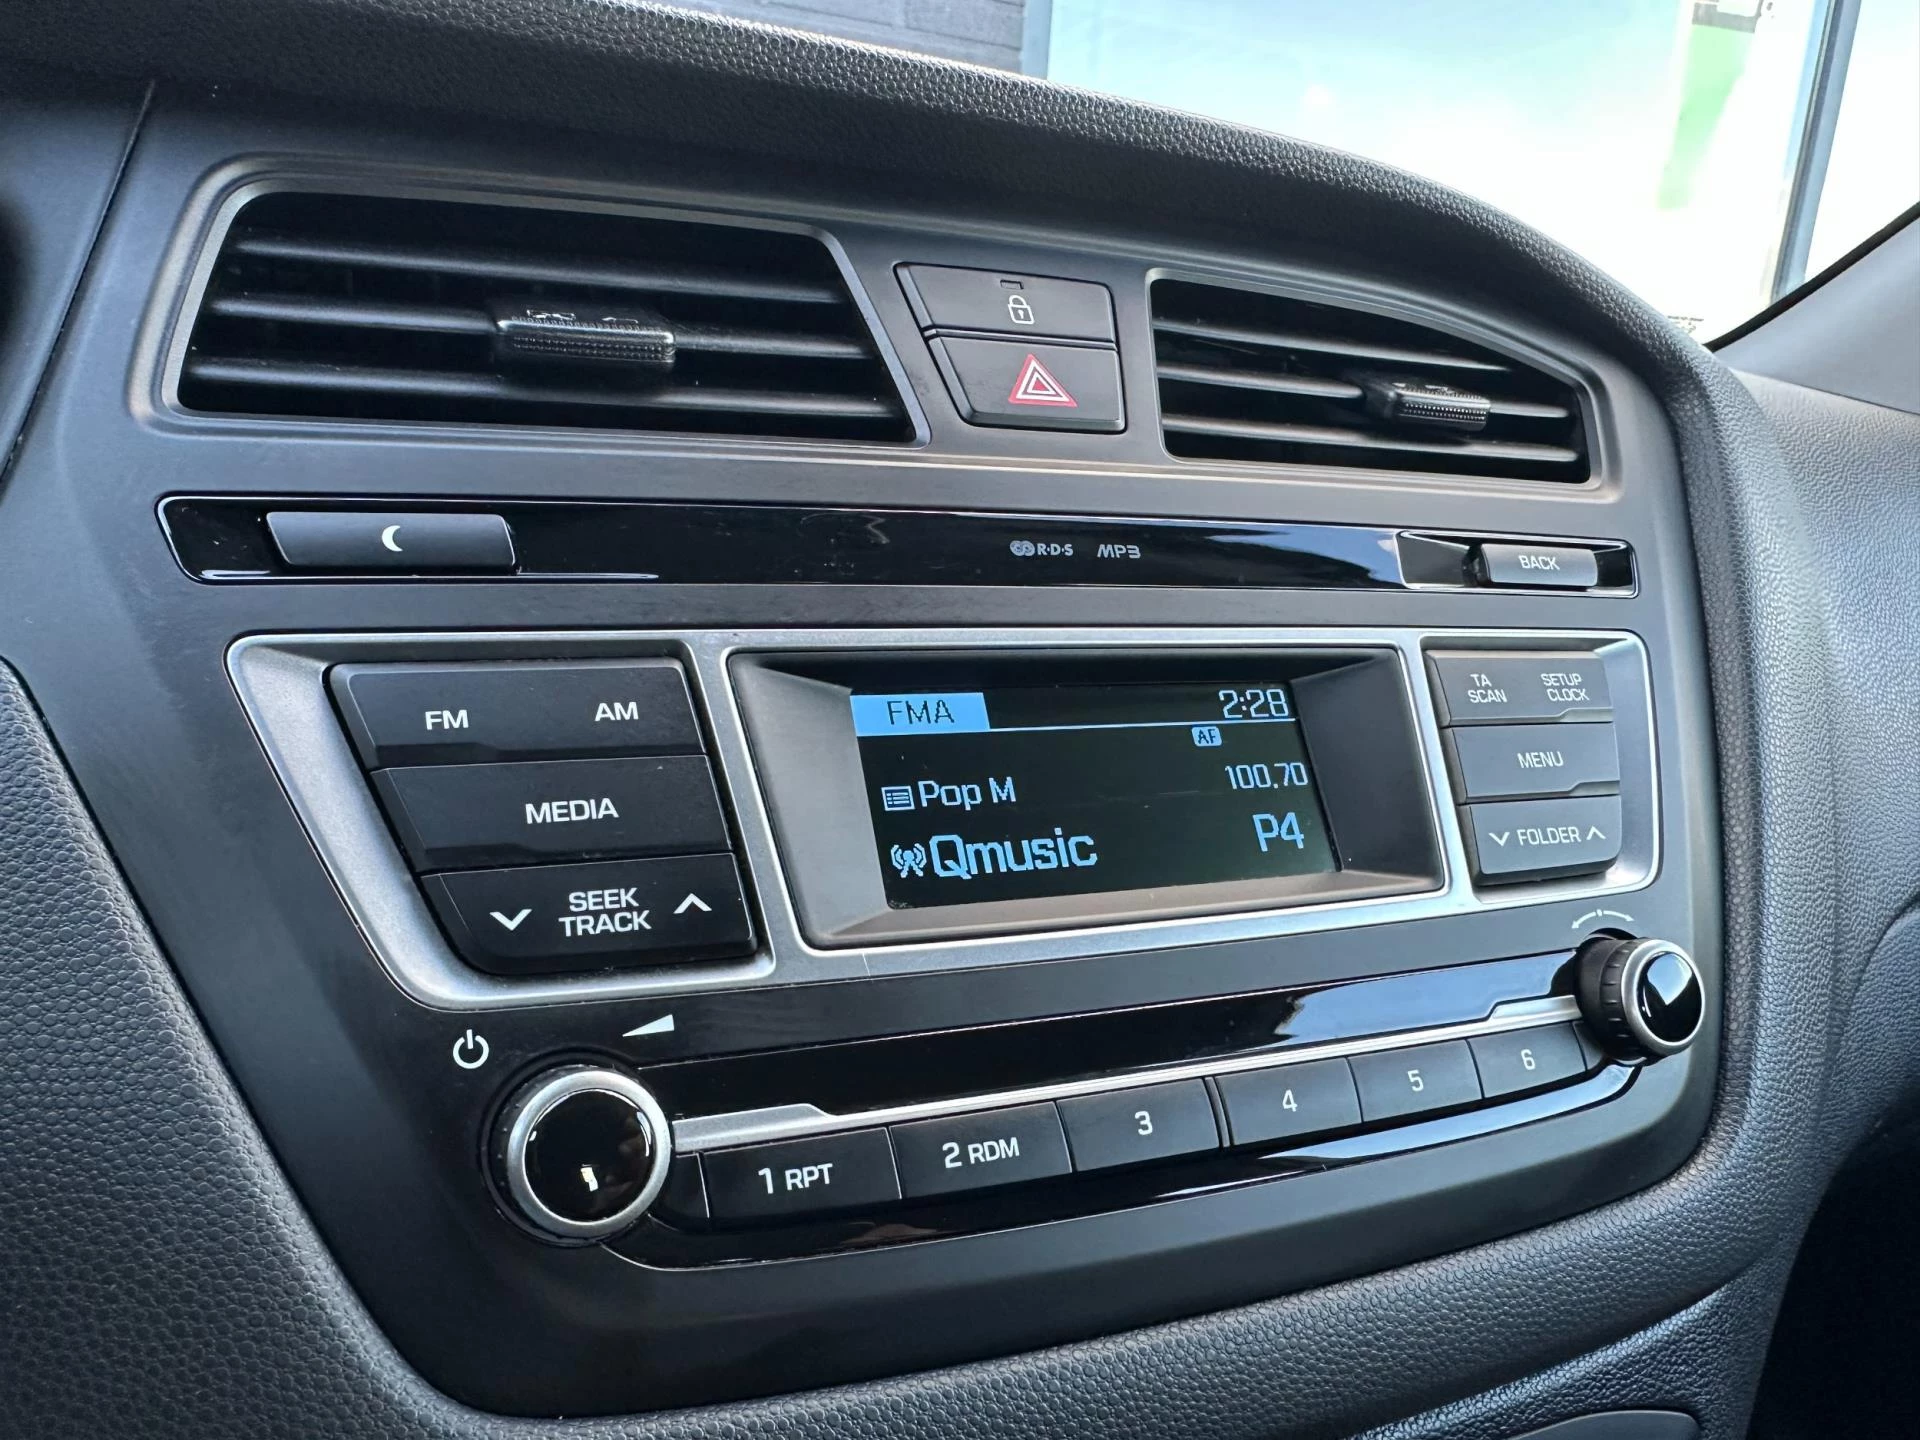 R·D·S MP3
BACK
FM AM
MEDIA
SEEK
TRACK
FMA 2:28
AF
Pop M 100.70
Qmusic P4
TA
SCAN
SETUP
CLOCK
MENU
FOLDER
1 RPT 2 RDM 3 4 5 6